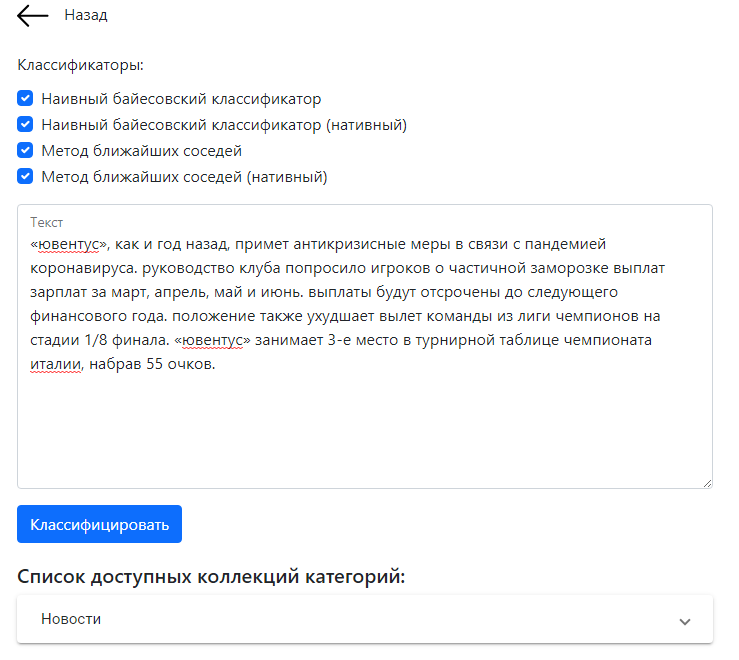 Назад
Классификаторы:
Наивный байесовский классификатор
Наивный байесовский классификатор (нативный)
Метод ближайших соседей
Метод ближайших соседей (нативный)
Текст
«ювентус», как и год назад, примет антикризисные меры в связи с пандемией
коронавируса. руководство клуба попросило игроков о частичной заморозке выплат
зарплат за март, апрель, май и июнь. выплаты будут отсрочены до следующего
финансового года. положение также ухудшает вылет команды из лиги чемпионов на
стадии 1/8 финала. «ювентус» занимает 3-е место в турнирной таблице чемпионата
италии, набрав 55 очков.
Классифицировать
Список доступных коллекций категорий:
Новости